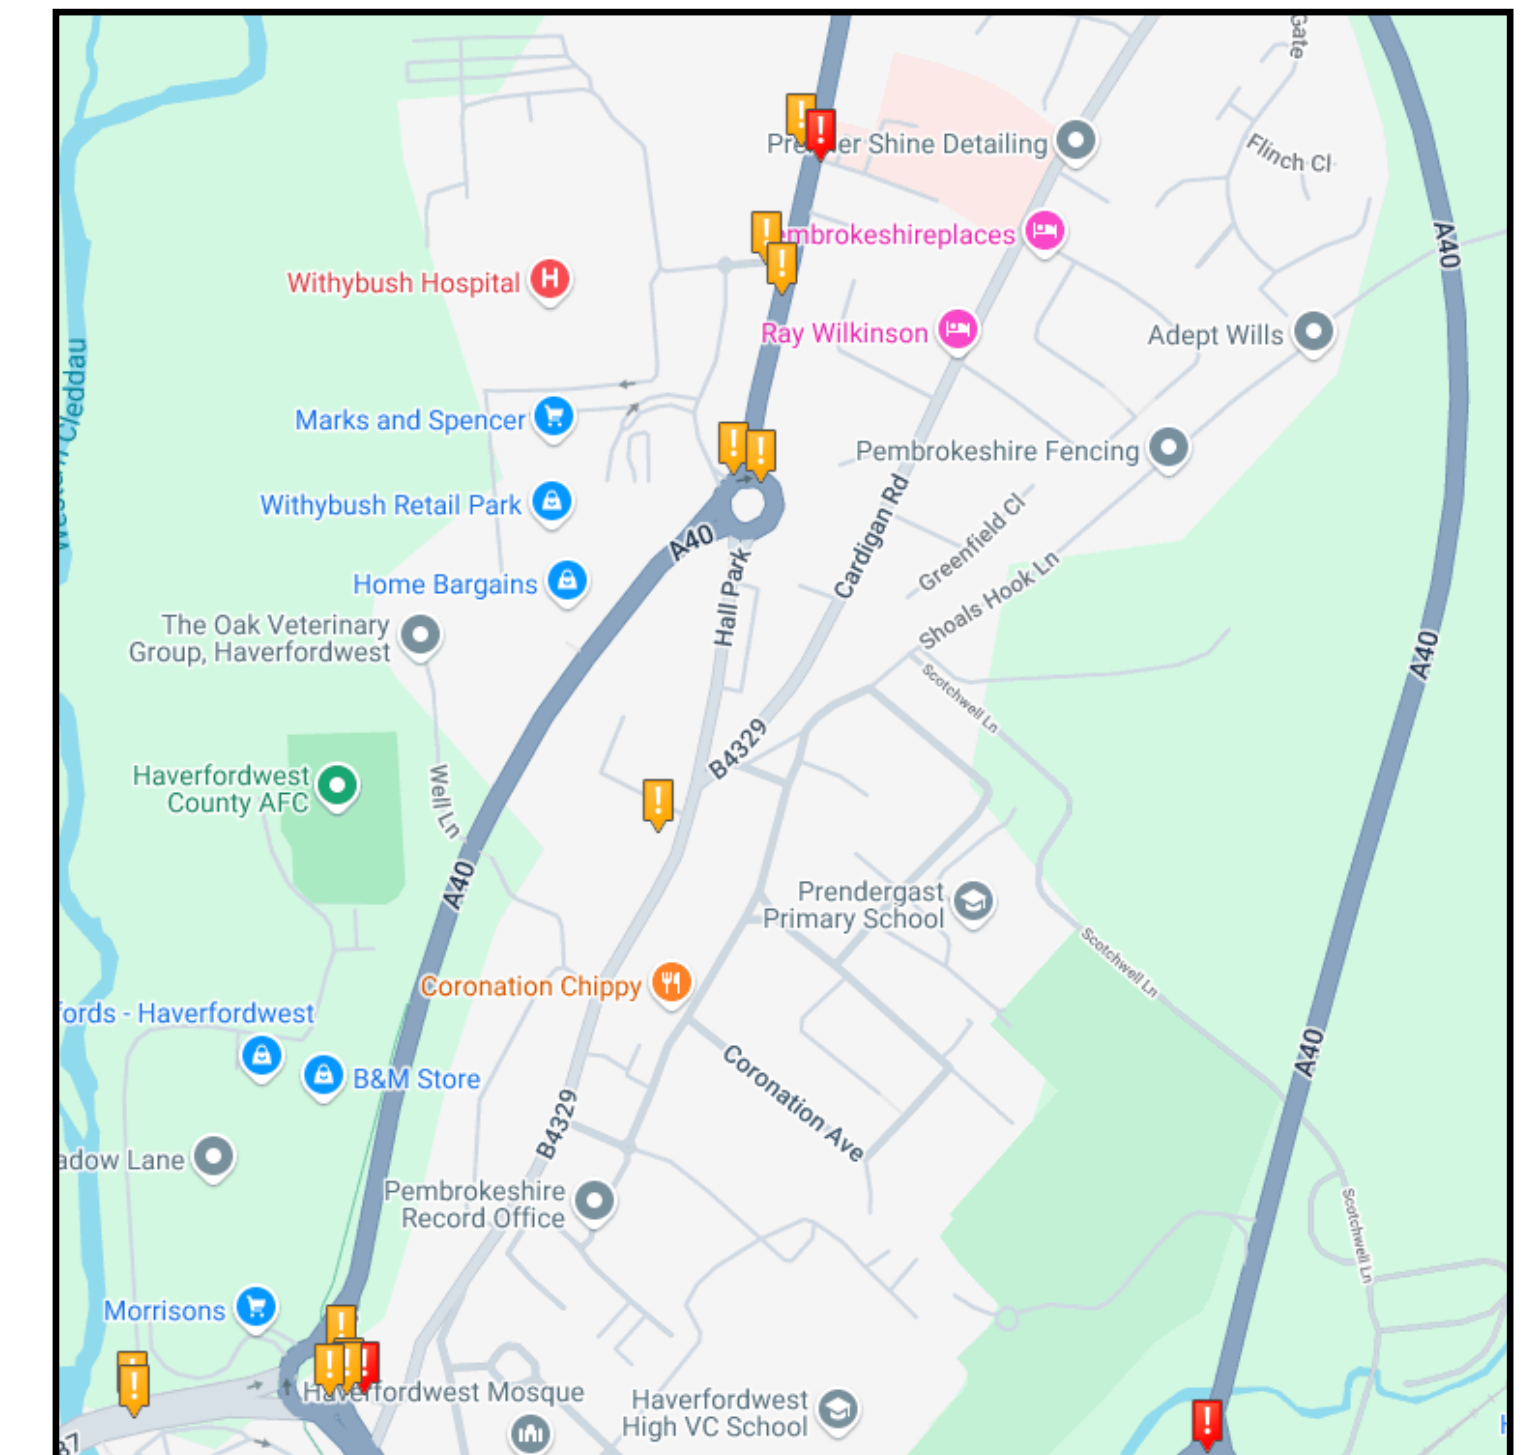 Gate
Premier Shine Detailing
Flinch Cl
A40
Pembrokeshireplaces
Withybush Hospital
H
Ray Wilkinson
Adept Wills
Western Cleddau
Marks and Spencer
Pembrokeshire Fencing
Withybush Retail Park
Cardigan Rd
Greenfield Cl
A40
Home Bargains
Hall Park
Shoals Hook Ln
The Oak Veterinary
Group, Haverfordwest
A40
Scotchwell Ln
B4329
Haverfordwest
County AFC
Well Ln
A40
Prendergast
Primary School
Scotchwell Ln
Coronation Chippy
fords - Haverfordwest
A40
B&M Store
Coronation Ave
B4329
adow Lane
Pembrokeshire
Record Office
Scotchwell Ln
Morrisons
Haverfordwest Mosque
Haverfordwest
High VC School
H
37